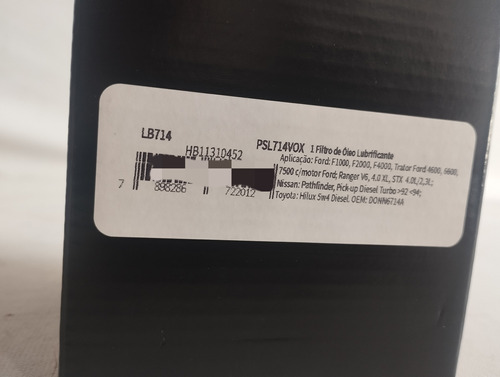 LB714
HB11310452
7 898286 722012
PSL714VOX 1 Filtro de Óleo Lubrificante
Aplicação: Ford: F1000, F2000, F4000, Trator Ford 4600, 6600,
7500 c/motor Ford; Ranger V6, 4.0 XL, STX 4.0L/2,3L;
Nissan: Pathfinder, Pick-up Diesel Turbo >92 <94;
Toyota: Hilux Sw4 Diesel. OEM: DONN6714A